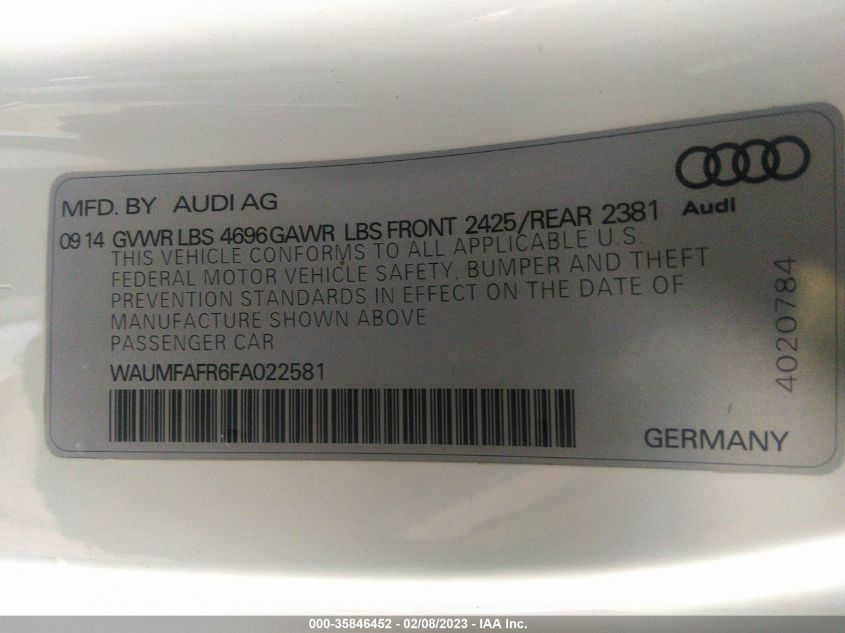 MFD. BY AUDI AG
Audi
09 14 GVWR LBS 4696 GAWR LBS FRONT 2425/REAR 2381
THIS VEHICLE CONFORMS TO ALL APPLICABLE U.S.
FEDERAL MOTOR VEHICLE SAFETY, BUMPER AND THEFT
PREVENTION STANDARDS IN EFFECT ON THE DATE OF
MANUFACTURE SHOWN ABOVE
PASSENGER CAR
WAUMFAFR6FA022581
4020784
GERMANY
000-35846452 - 02/08/2023 - IAA Inc.